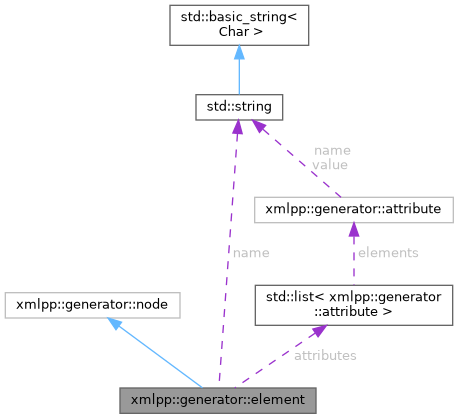 std::basic_string<
Char >
std::string
name
value
xmlpp::generator::attribute
name
elements
xmlpp::generator::node
std::list< xmlpp::generator
::attribute >
attributes
xmlpp::generator::element